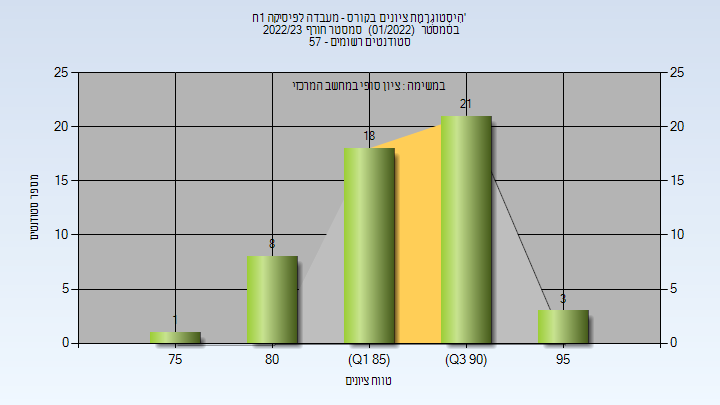 היסטוגרמת ציונים בקורס - מעבדה לפיסיקה 1ח'
בסמסטר (01/2022) סמסטר חורף 2022/23
סטודנטים רשומים - 57
במשימה : ציון סופי במחשב המרכזי
25 25
20 20
15 15
10 10
5 5
0 0
1 8 18 21 3
75 80 (Q1 85) (Q3 90) 95
מספר סטודנטים
טווח ציונים